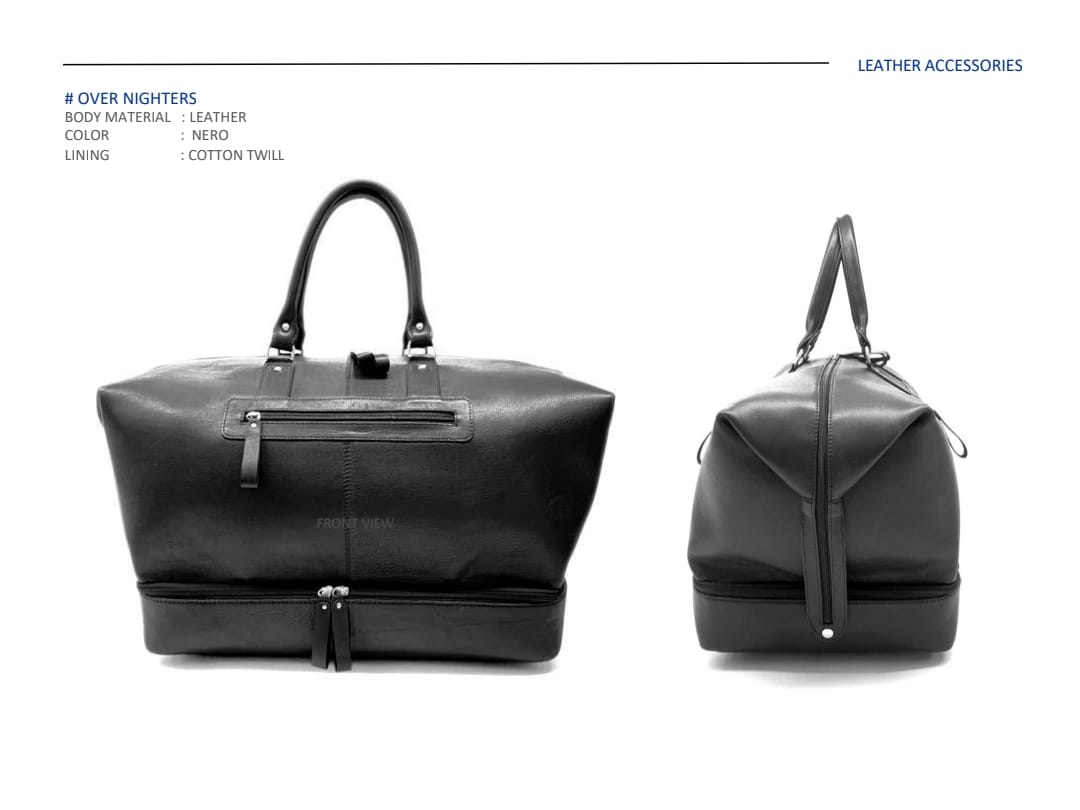 LEATHER ACCESSORIES
# OVER NIGHTERS
BODY MATERIAL : LEATHER
COLOR : NERO
LINING : COTTON TWILL
FRONT VIEW